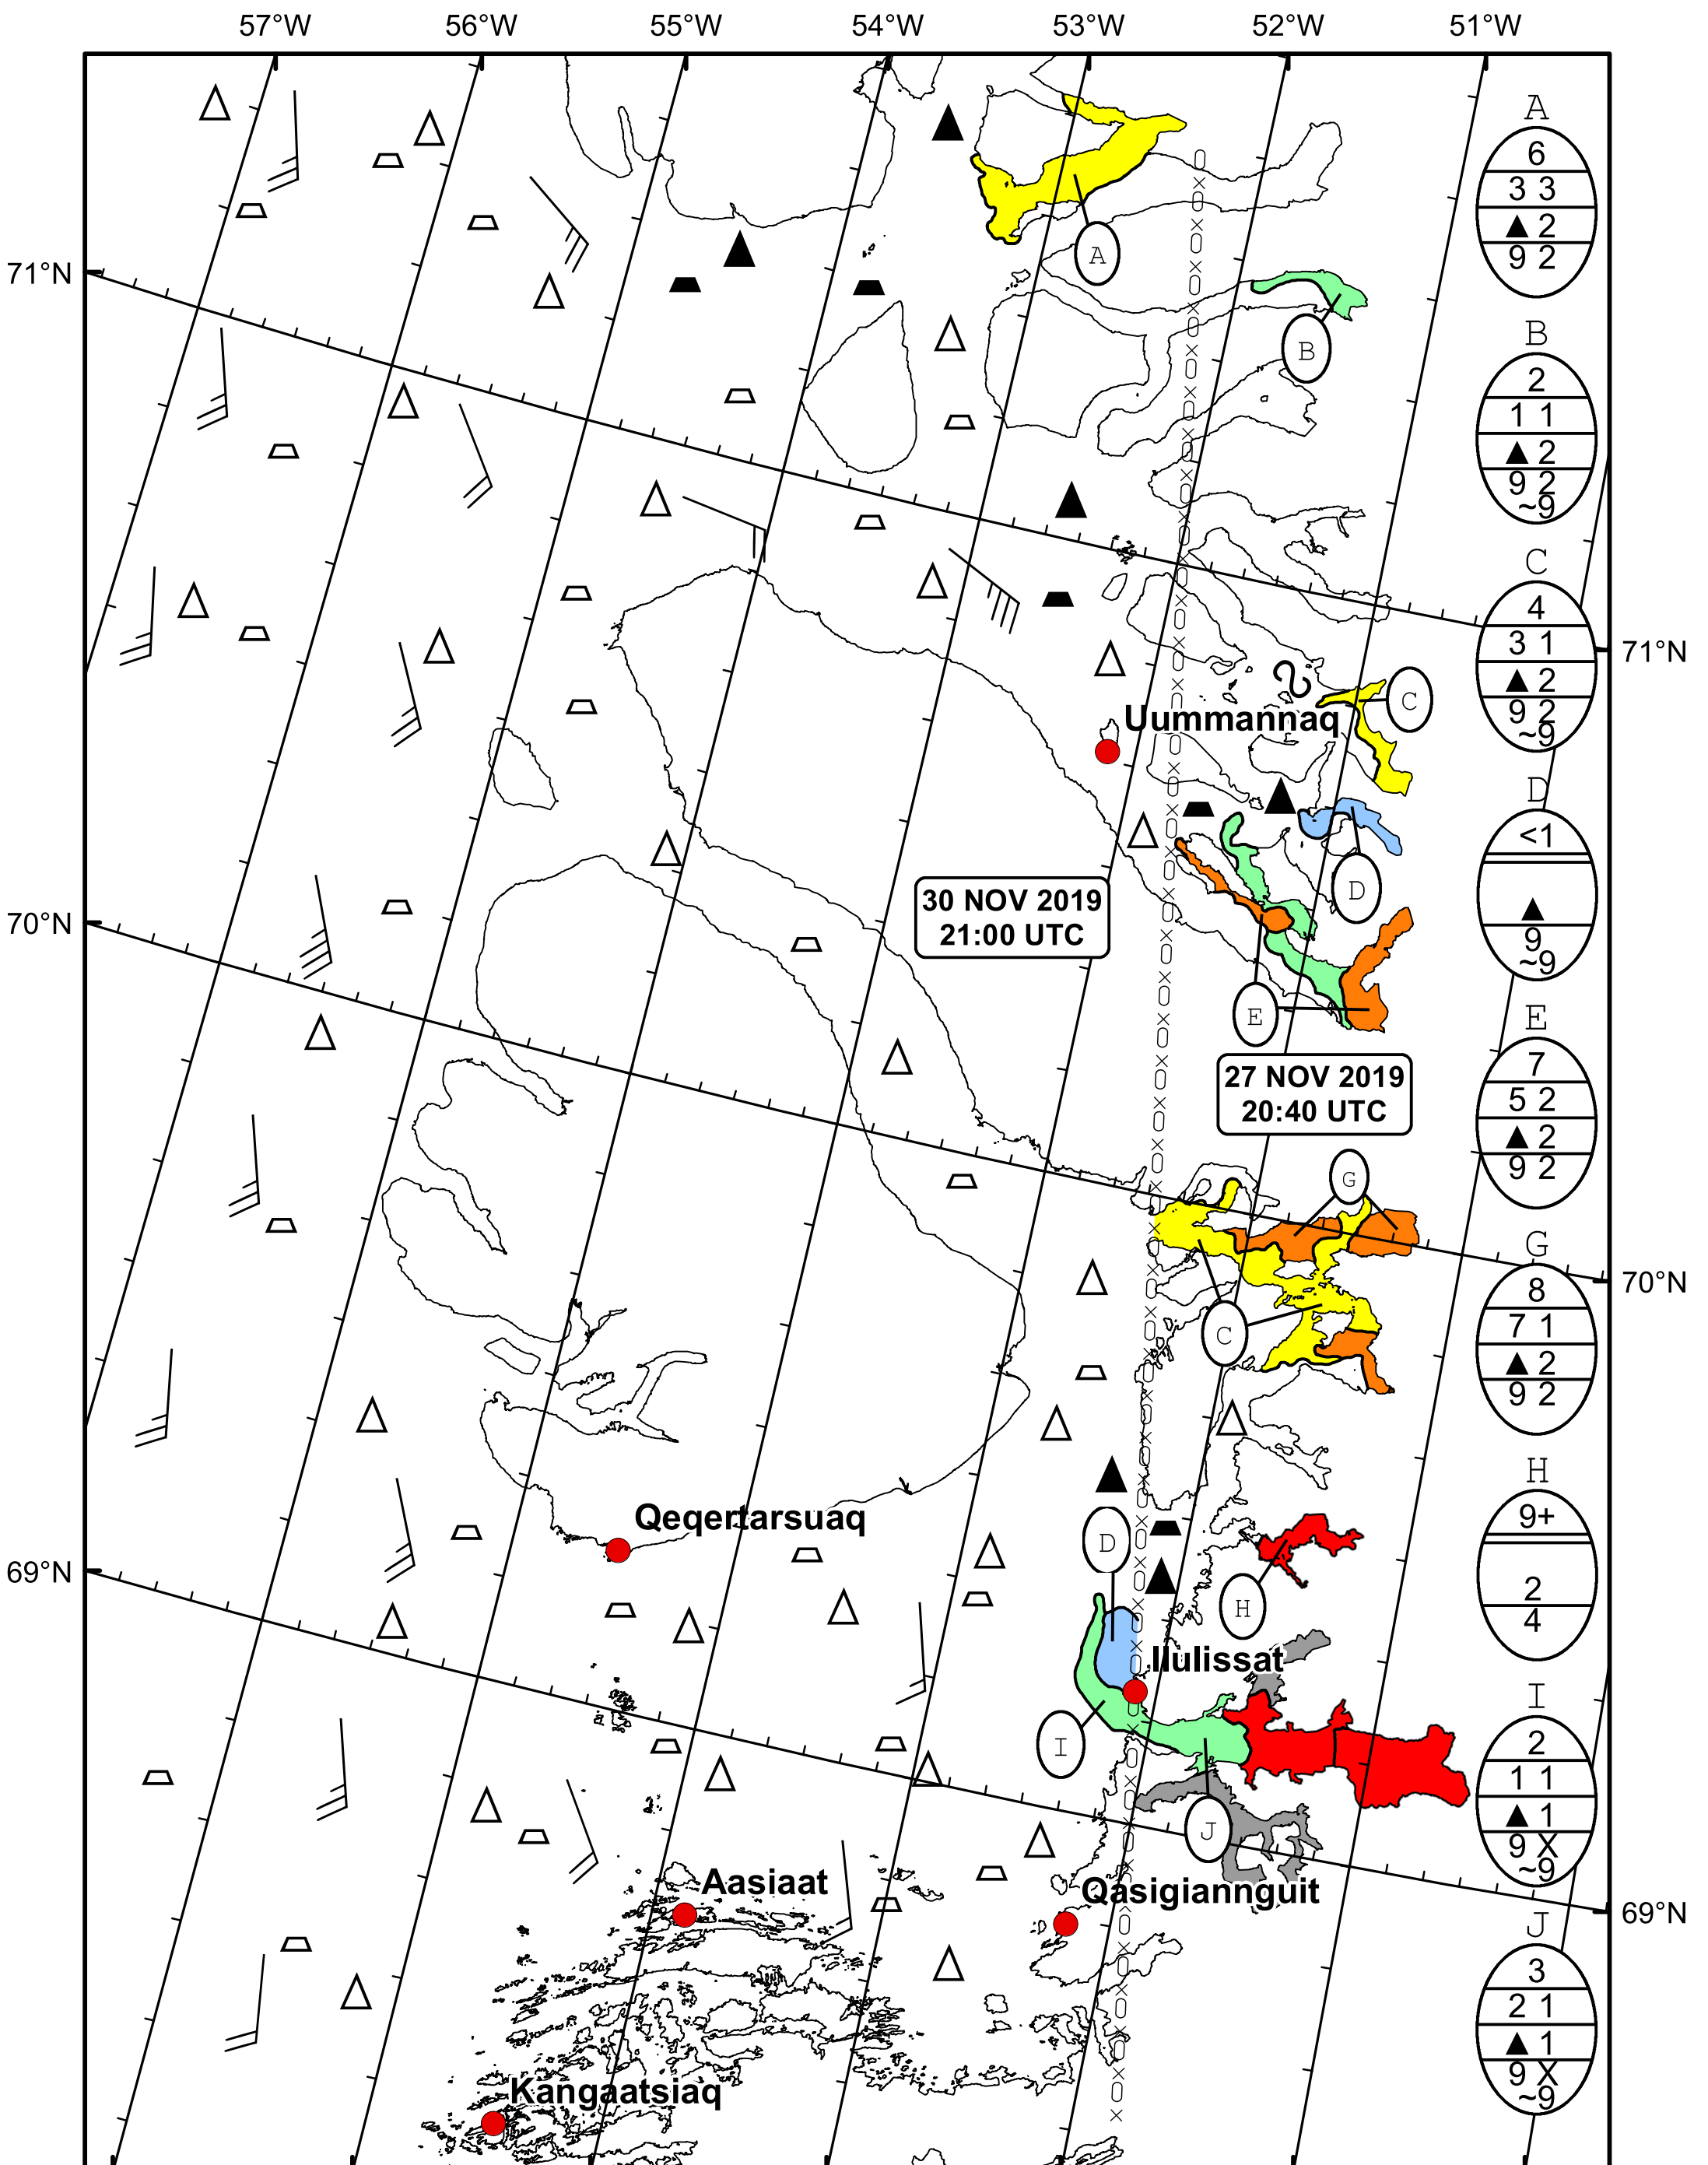 57°W 56°W 55°W 54°W 53°W 52°W 51°W
A
6
3 3
▲ 2
9 2
A
71°N
B
B
2
1 1
▲ 2
9 2
~9
C
4
3 1
▲ 2
9 2
~9
71°N
C
Uummannaq
D
<1
▲
9
~9
D
30 NOV 2019
21:00 UTC
70°N
E
E
7
5 2
▲ 2
9 2
27 NOV 2019
20:40 UTC
G
G
8
7 1
▲ 2
9 2
70°N
C
H
9+
2
4
Qeqertarsuaq
D
69°N
H
Ilulissat
I
I
2
1 1
▲ 1
9 X
~9
J
Aasiaat
Qasigiannguit
69°N
J
3
2 1
▲ 1
9 X
~9
Kangaatsiaq